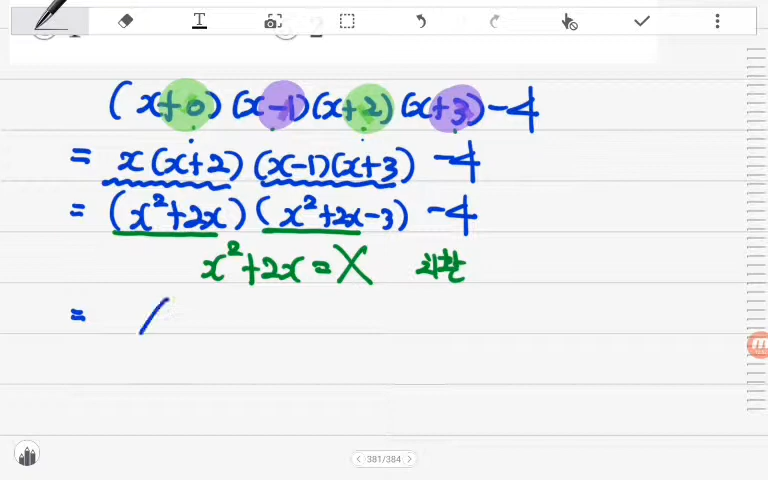 (x+0)(x-1)(x+2)(x+3)-4
= x(x+2)(x-1)(x+3)-4
= (x²+2x)(x²+2x-3)-4
x²+2x=X 치환
=
381/384